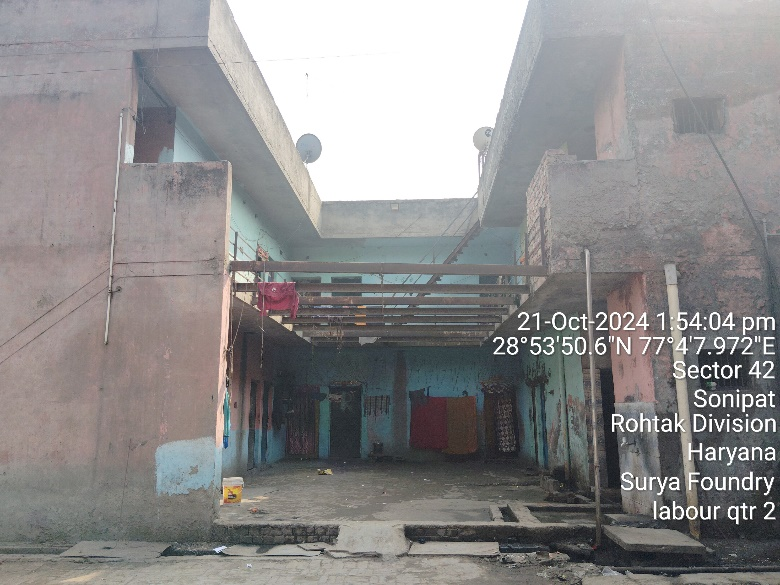 21-Oct-2024 1:54:04 pm
28°53'50.6"N 77°4'7.972"E
Sector 42
Sonipat
Rohtak Division
Haryana
Surya Foundry
labour qtr 2